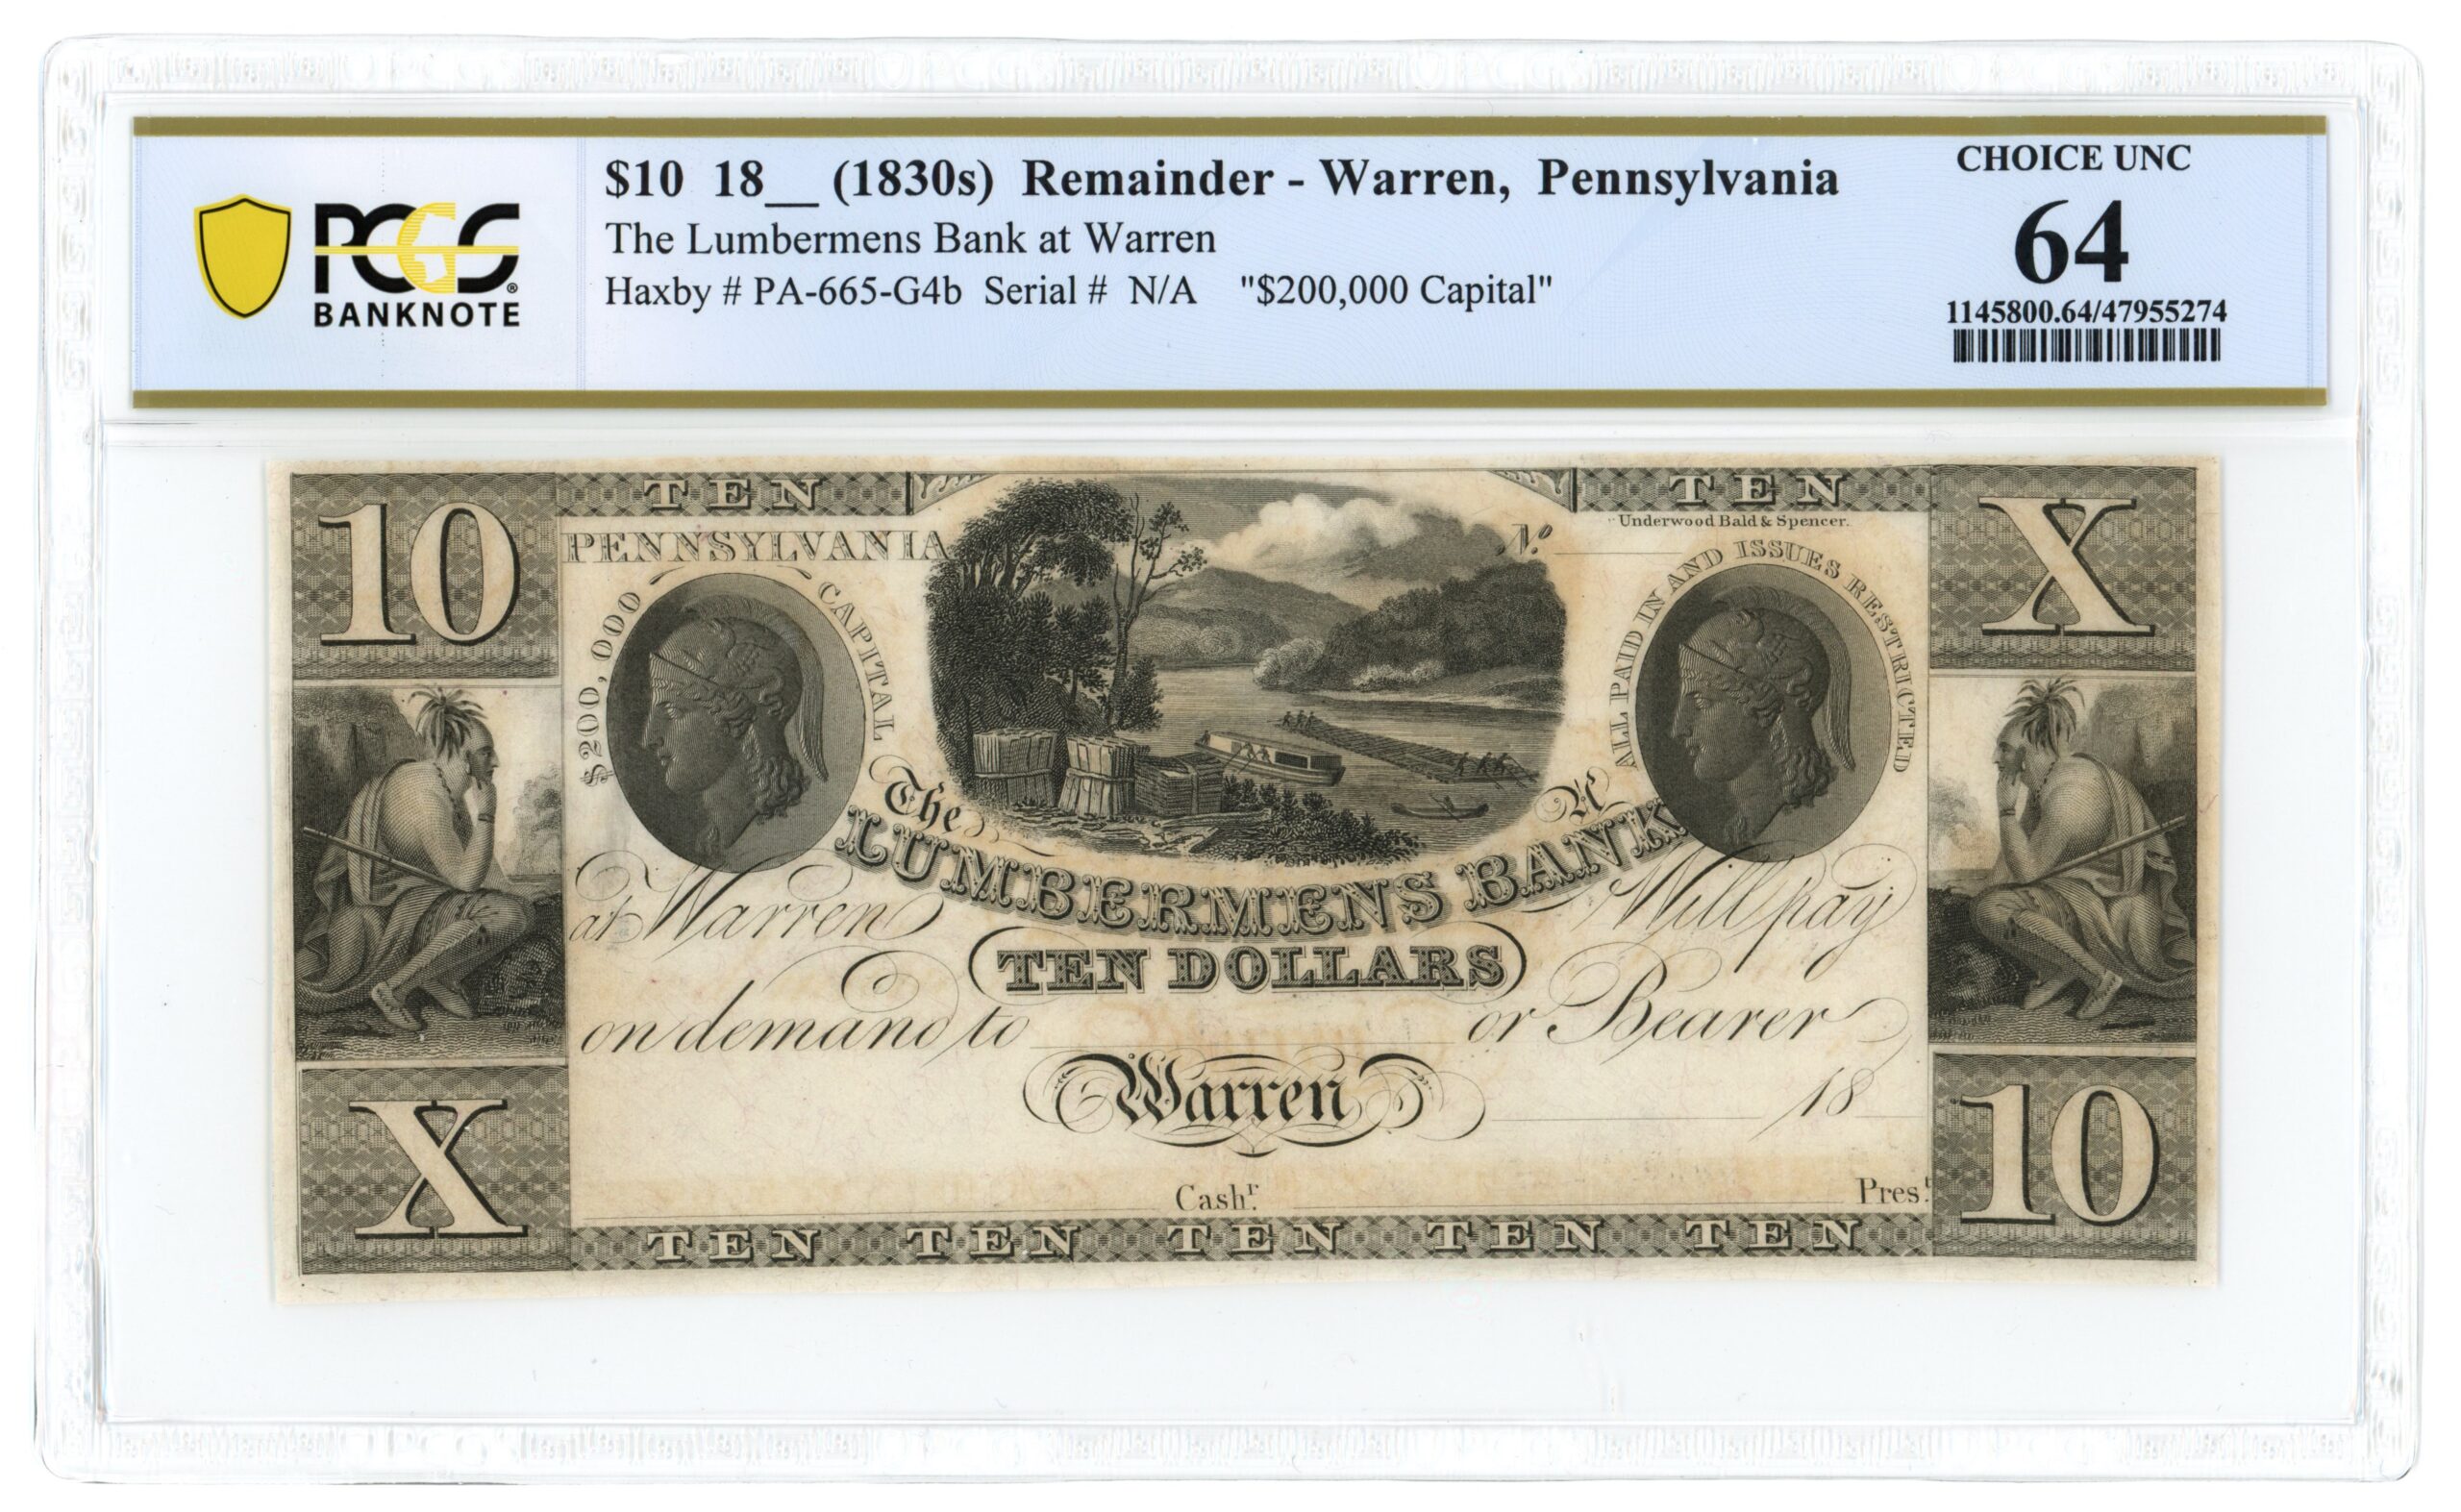 PCGS
BANKNOTE
$10 18__ (1830s) Remainder - Warren, Pennsylvania
The Lumbermens Bank at Warren
Haxby # PA-665-G4b Serial # N/A "$200,000 Capital"
CHOICE UNC
64
1145800.64/47955274
10
TEN
TEN
X
Underwood Bald & Spencer.
PENNSYLVANIA
No.
$200,000 CAPITAL
ALL PAID IN AND ISSUES RESTRICTED
The
LUMBERMENS BANK
at Warren
Will pay
TEN DOLLARS
on demand to
or Bearer
Warren
18
X
Cashr.
Prest.
10
TEN TEN TEN TEN TEN